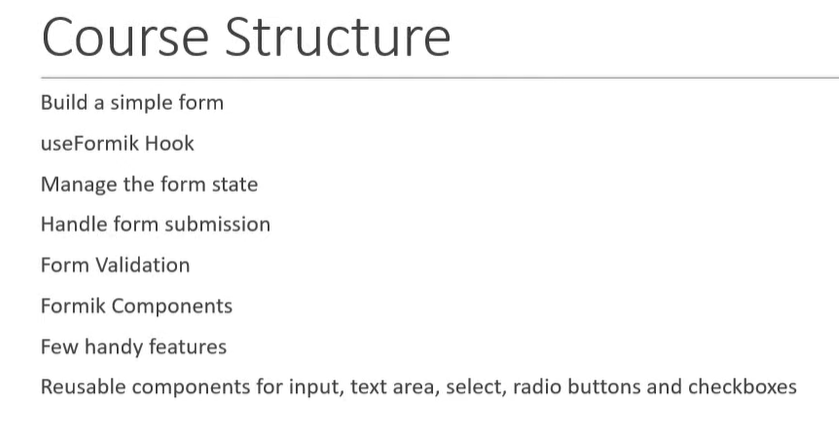 Course Structure
Build a simple form
useFormik Hook
Manage the form state
Handle form submission
Form Validation
Formik Components
Few handy features
Reusable components for input, text area, select, radio buttons and checkboxes